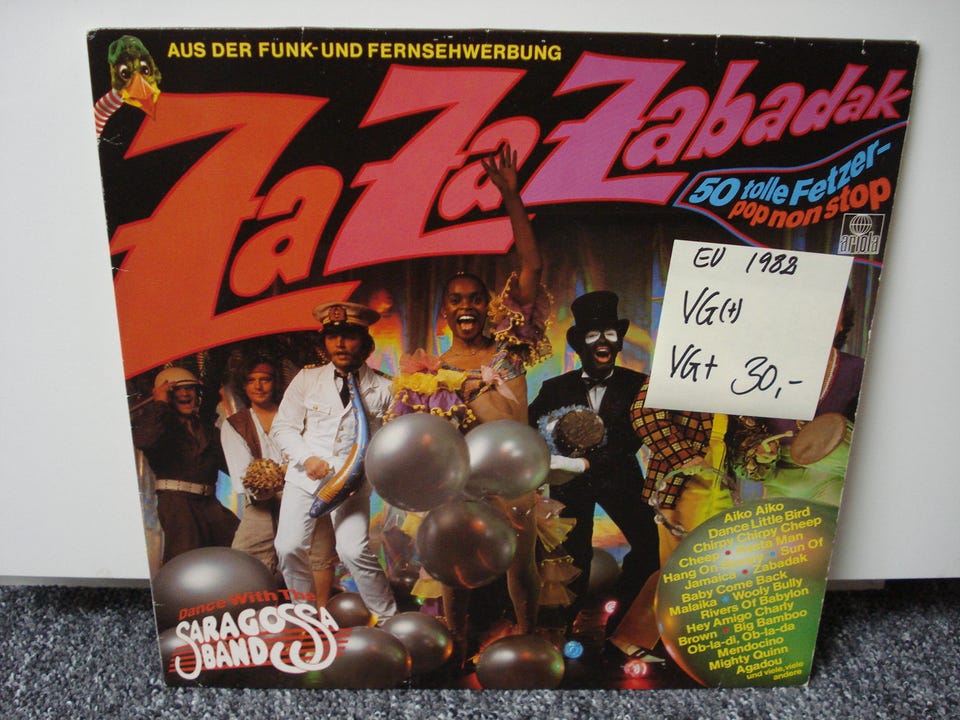 AUS DER FUNK-UND FERNSEHWERBUNG
Za Za Zabadak
50 tolle Fetzer-
pop non stop
ariola
EU
VG(+)
VG+ 30,-
Aiko Aiko
Dance Little Bird
Chirpy Chirpy Cheep
Cheep • Rasta Man
Hang On Sloopy • Sun Of
Jamaica • Zabadak
Baby Come Back
Malaika • Wooly Bully
Rivers Of Babylon
Hey Amigo Charly
Brown • Big Bamboo
Ob-la-di, Ob-la-da
Mendocino
Mighty Quinn
Agadou
und viele, viele
andere
Dance With The
SARAGOSSA
BAND